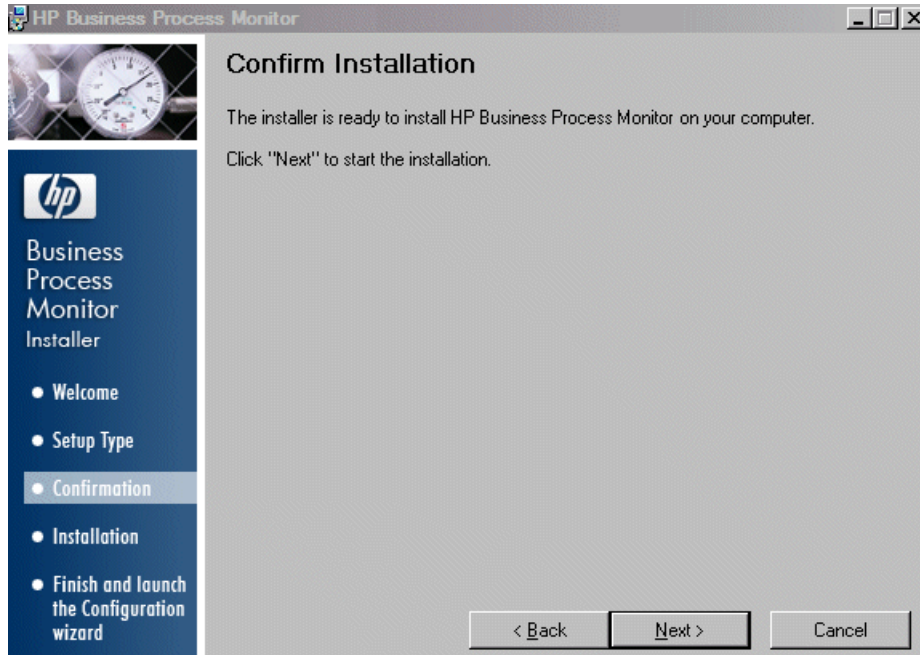 HP Business Process Monitor
Confirm Installation
The installer is ready to install HP Business Process Monitor on your computer.
Click "Next" to start the installation.
hp
Business
Process
Monitor
Installer
Welcome
Setup Type
Confirmation
Installation
Finish and launch
the Configuration
wizard
< Back
Next >
Cancel